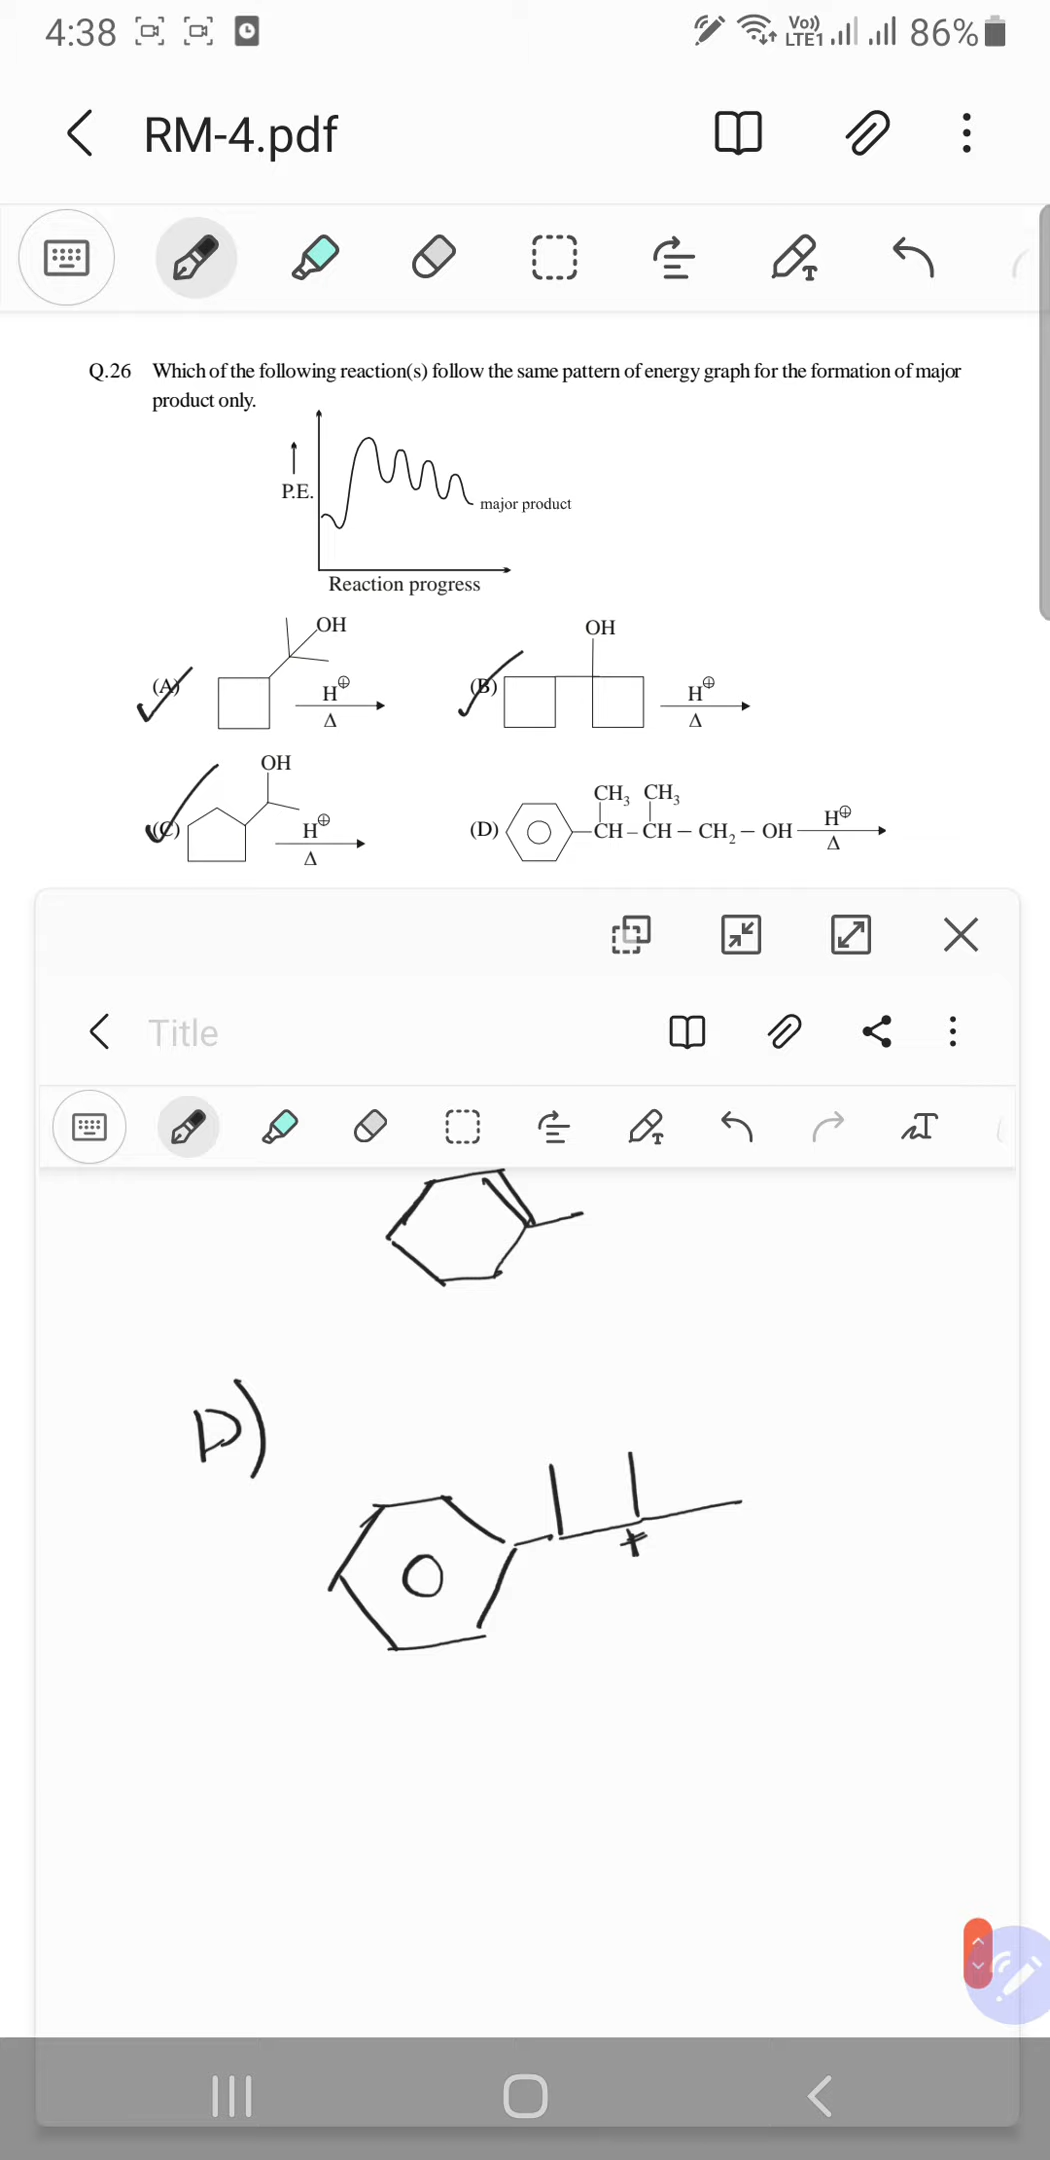 4:38 Vo)) LTE1 86%
RM-4.pdf
Q.26 Which of the following reaction(s) follow the same pattern of energy graph for the formation of major
product only.
P.E.
major product
Reaction progress
OH
OH
(A) H⊕ (B) H⊕
Δ Δ
OH
CH₃ CH₃
(C) H⊕ (D) CH – CH – CH₂ – OH H⊕
Δ Δ
Title
D)
+